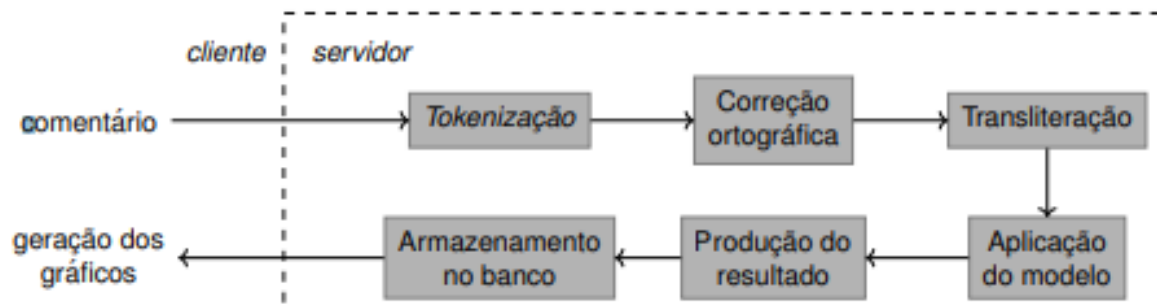 cliente
servidor
comentário
Tokenização
Correção
ortográfica
Transliteração
geração dos
gráficos
Armazenamento
no banco
Produção do
resultado
Aplicação
do modelo